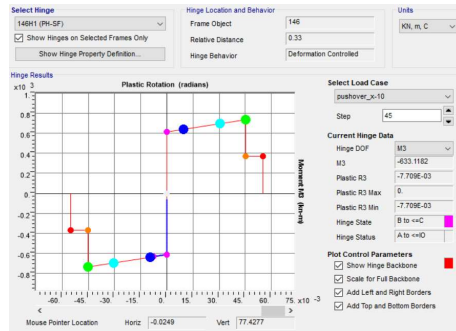 Select Hinge
146H1 (PH-SF)
Show Hinges on Selected Frames Only
Show Hinge Property Definition...
Hinge Location and Behavior
Frame Object 146
Relative Distance 0.33
Hinge Behavior Deformation Controlled
Units
KN, m, C
Hinge Results
x10 3 Plastic Rotation (radians)
1.
0.8
0.6
0.4
0.2
0.
-0.2
-0.4
-0.6
-0.8
Moment M3 (kn-m)
-60. -45. -30. -15. 0. 15. 30. 45. 60. 75. x10 -3
Mouse Pointer Location Horiz -0.0249 Vert 77.4277
Select Load Case
pushover_x-10
Step 45
Current Hinge Data
Hinge DOF M3
M3 -633.1182
Plastic R3 -7.709E-03
Plastic R3 Max 0.
Plastic R3 Min -7.709E-03
Hinge State B to <=C
Hinge Status A to <=IO
Plot Control Parameters
Show Hinge Backbone
Scale for Full Backbone
Add Left and Right Borders
Add Top and Bottom Borders